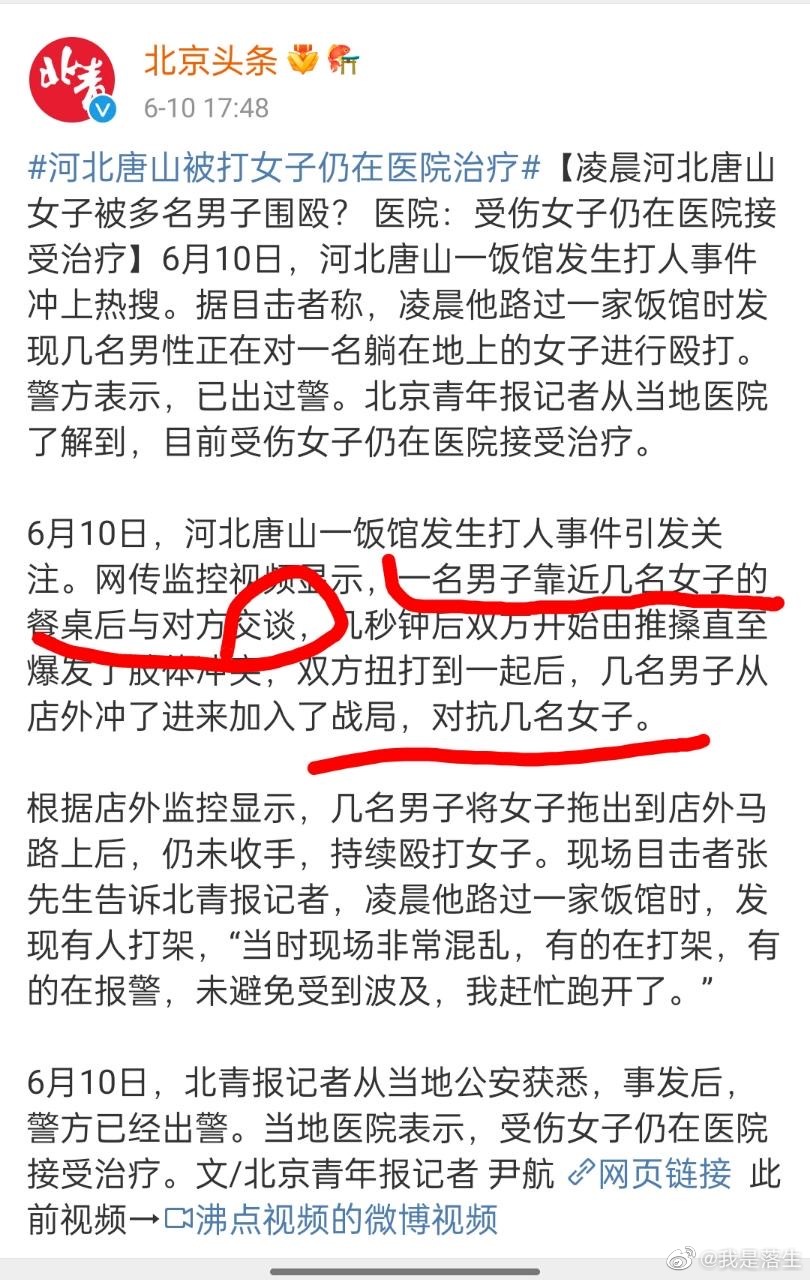 北青
北京头条
6-10 17:48
#河北唐山被打女子仍在医院治疗#【凌晨河北唐山
女子被多名男子围殴？ 医院：受伤女子仍在医院接
受治疗】6月10日，河北唐山一饭馆发生打人事件
冲上热搜。据目击者称，凌晨他路过一家饭馆时发
现几名男性正在对一名躺在地上的女子进行殴打。
警方表示，已出过警。北京青年报记者从当地医院
了解到，目前受伤女子仍在医院接受治疗。
6月10日，河北唐山一饭馆发生打人事件引发关
注。网传监控视频显示，一名男子靠近几名女子的
餐桌后与对方交谈，几秒钟后双方开始由推搡直至
爆发了肢体冲突，双方扭打到一起后，几名男子从
店外冲了进来加入了战局，对抗几名女子。
根据店外监控显示，几名男子将女子拖出到店外马
路上后，仍未收手，持续殴打女子。现场目击者张
先生告诉北青报记者，凌晨他路过一家饭馆时，发
现有人打架，“当时现场非常混乱，有的在打架，有
的在报警，未避免受到波及，我赶忙跑开了。”
6月10日，北青报记者从当地公安获悉，事发后，
警方已经出警。当地医院表示，受伤女子仍在医院
接受治疗。文/北京青年报记者 尹航 网页链接 此
前视频→沸点视频的微博视频
@我是落生